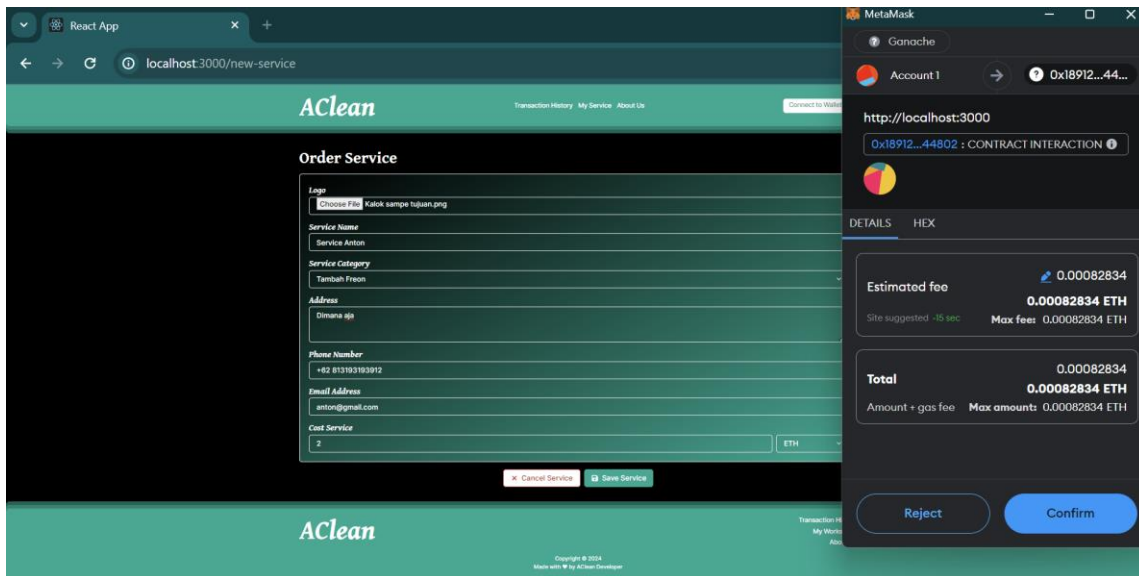 React App
localhost:3000/new-service
AClean
Transaction History My Service About Us
Connect to Wallet
Order Service
Logo
Choose File Kalok sampe tujuan.png
Service Name
Service Anton
Service Category
Tambah Freon
Address
Dimana aja
Phone Number
+62 813193193912
Email Address
anton@gmail.com
Cost Service
2 ETH
Cancel Service Save Service
AClean
Transaction Hi
My Works
Abo
Copyright © 2024
Made with ♥ by AClean Developer
MetaMask
Ganache
Account 1 0x18912...44...
http://localhost:3000
0x18912...44802 : CONTRACT INTERACTION
DETAILS HEX
Estimated fee 0.00082834
0.00082834 ETH
Site suggested ~15 sec Max fee: 0.00082834 ETH
Total 0.00082834
0.00082834 ETH
Amount + gas fee Max amount: 0.00082834 ETH
Reject Confirm